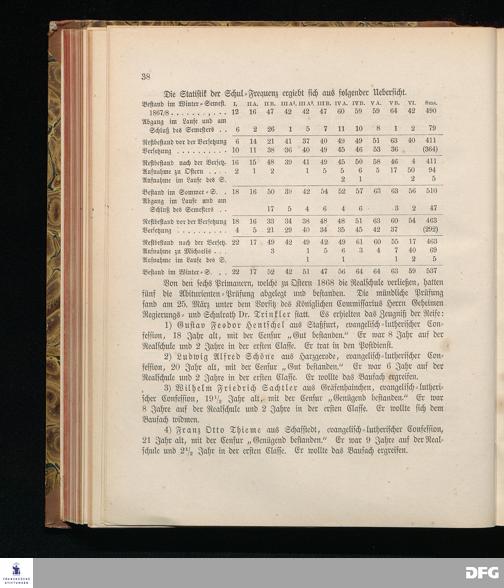 38
Die Statistik der Schul-Frequenz ergiebt sich aus folgender Uebersicht.
Bestand im Winter-Semest. I. IIA. IIB. IIIA¹. IIIA². IIIB. IVA. IVB. VA. VB. VI. Sma.
1867/8 12 16 47 42 42 47 60 59 59 64 42 490
Abgang im Laufe und am
Schluß des Semesters 6 2 26 1 5 7 11 10 8 1 2 79
Restbestand vor der Versetzung 6 14 21 41 37 40 49 49 51 63 40 411
Versetzung 10 11 38 36 40 49 45 46 53 36 (364)
Restbestand nach der Versetz. 16 15 48 39 41 49 45 50 58 46 4 411
Aufnahme zu Ostern 2 1 2 1 5 5 6 5 17 50 94
Aufnahme im Laufe des S. 2 1 2 5
Bestand im Sommer-S. 18 16 50 39 42 54 52 57 63 63 56 510
Abgang im Laufe und am
Schluß des Semesters 17 5 4 6 4 6 3 2 47
Restbestand vor der Versetzung 18 16 33 34 38 48 48 51 63 60 54 463
Versetzung 4 5 21 29 40 34 35 45 42 37 (292)
Restbestand nach der Versetz. 22 17 49 42 49 42 49 61 60 55 17 463
Aufnahme zu Michaelis 3 1 5 6 3 4 7 40 69
Aufnahme im Laufe des S. 1 1 1 2 5
Bestand im Winter-S. 22 17 52 42 51 47 56 64 64 63 59 537
Von den sechs Primanern, welche zu Ostern 1868 die Realschule verließen, hatten
fünf die Abiturienten-Prüfung abgelegt und bestanden. Die mündliche Prüfung
fand am 25. März unter dem Vorsitz des Königlichen Commissarius Herrn Geheimen
Regierungs- und Schulrath Dr. Trinkler statt. Es erhielten das Zeugniß der Reife:
1) Gustav Feodor Hentschel aus Staßfurt, evangelisch-lutherischer Con-
fession, 18 Jahr alt, mit der Censur „Gut bestanden.“ Er war 8 Jahr auf der
Realschule und 2 Jahre in der ersten Classe. Er trat in den Postdienst.
2) Ludwig Alfred Schöne aus Harzgerode, evangelisch-lutherischer Con-
fession, 20 Jahr alt, mit der Censur „Gut bestanden.“ Er war 6 Jahr auf der
Realschule und 2 Jahre in der ersten Classe. Er wollte das Baufach ergreifen.
3) Wilhelm Friedrich Sachtler aus Gräfenhainchen, evangelisch-lutheri-
scher Confession, 19½ Jahr alt, mit der Censur „Genügend bestanden.“ Er war
8 Jahre auf der Realschule und 2 Jahre in der ersten Classe. Er wollte sich dem
Baufach widmen.
4) Franz Otto Thieme aus Schafstedt, evangelisch-lutherischer Confession,
21 Jahr alt, mit der Censur „Genügend bestanden.“ Er war 9 Jahre auf der Real-
schule und 2½ Jahr in der ersten Classe. Er wollte das Baufach ergreifen.
FRANCKESCHE
STIFTUNGEN
DFG